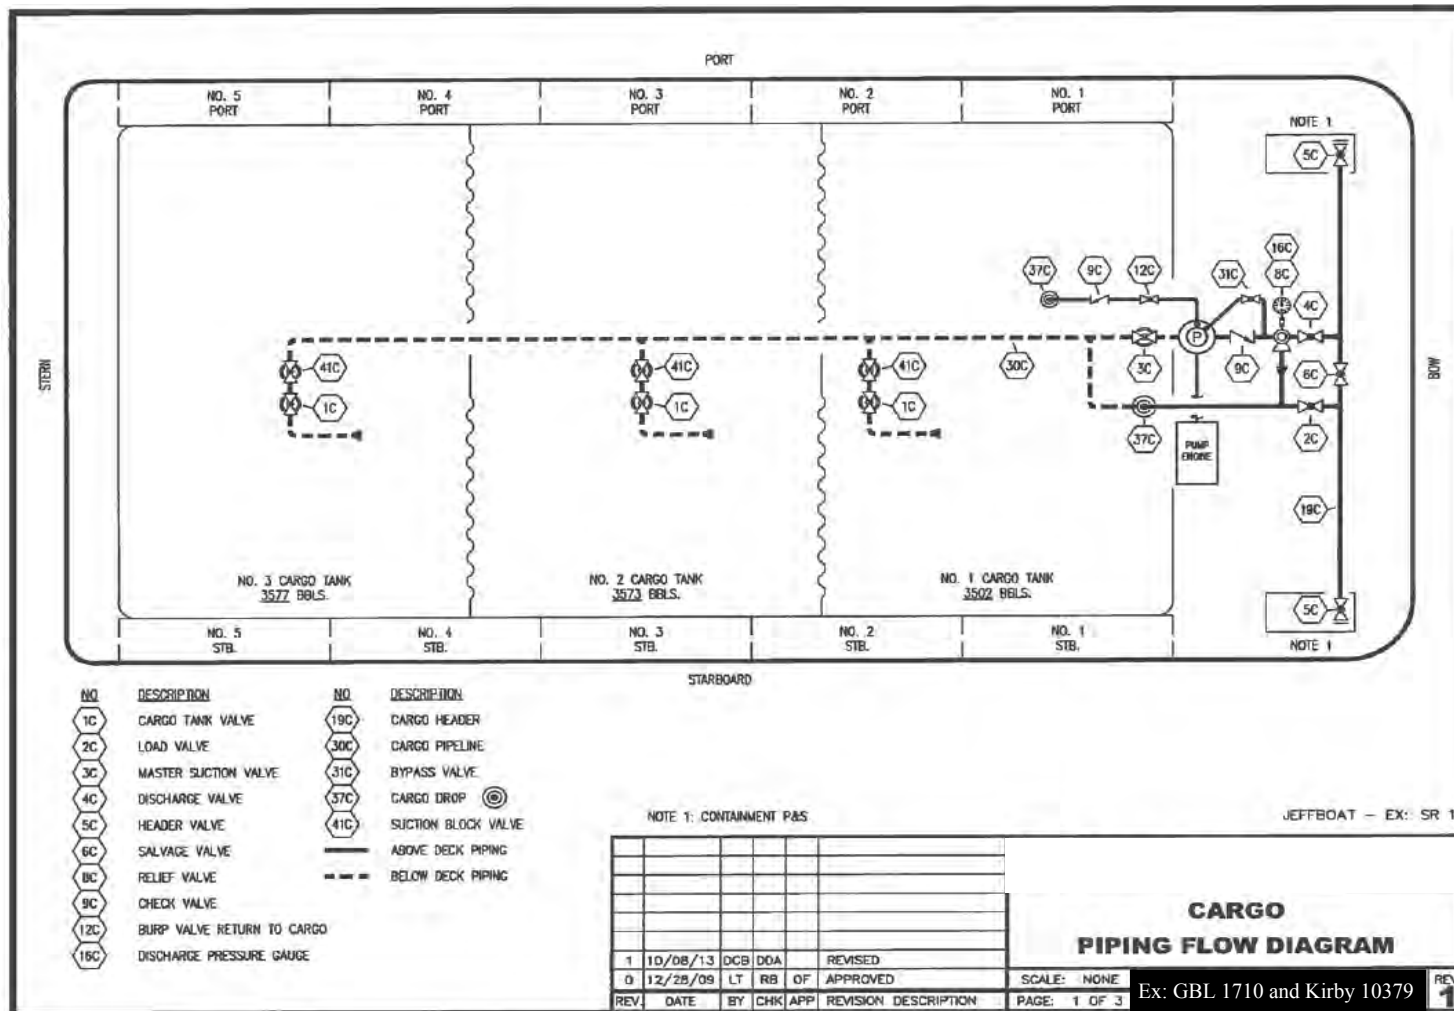 PORT
NO. 5
PORT
NO. 4
PORT
NO. 3
PORT
NO. 2
PORT
NO. 1
PORT
NOTE 1
5C
16C
37C
9C
12C
31C
8C
4C
STERN
BOW
P
41C
41C
41C
30C
3C
9C
6C
1C
1C
1C
37C
2C
PUMP
ENGINE
19C
NO. 3 CARGO TANK
3577 BBLS.
NO. 2 CARGO TANK
3573 BBLS.
NO. 1 CARGO TANK
3502 BBLS.
5C
NO. 5
STB.
NO. 4
STB.
NO. 3
STB.
NO. 2
STB.
NO. 1
STB.
NOTE 1
STARBOARD
NO DESCRIPTION
1C CARGO TANK VALVE
2C LOAD VALVE
3C MASTER SUCTION VALVE
4C DISCHARGE VALVE
5C HEADER VALVE
6C SALVAGE VALVE
8C RELIEF VALVE
9C CHECK VALVE
12C BURP VALVE RETURN TO CARGO
16C DISCHARGE PRESSURE GAUGE
NO DESCRIPTION
19C CARGO HEADER
30C CARGO PIPELINE
31C BYPASS VALVE
37C CARGO DROP
41C SUCTION BLOCK VALVE
ABOVE DECK PIPING
BELOW DECK PIPING
NOTE 1: CONTAINMENT P&S
JEFFBOAT - EX: SR 1
CARGO
PIPING FLOW DIAGRAM
1 10/08/13 DCB DDA REVISED
0 12/28/09 LT RB OF APPROVED
REV. DATE BY CHK APP REVISION DESCRIPTION
SCALE: NONE
PAGE: 1 OF 3
Ex: GBL 1710 and Kirby 10379
REV
1